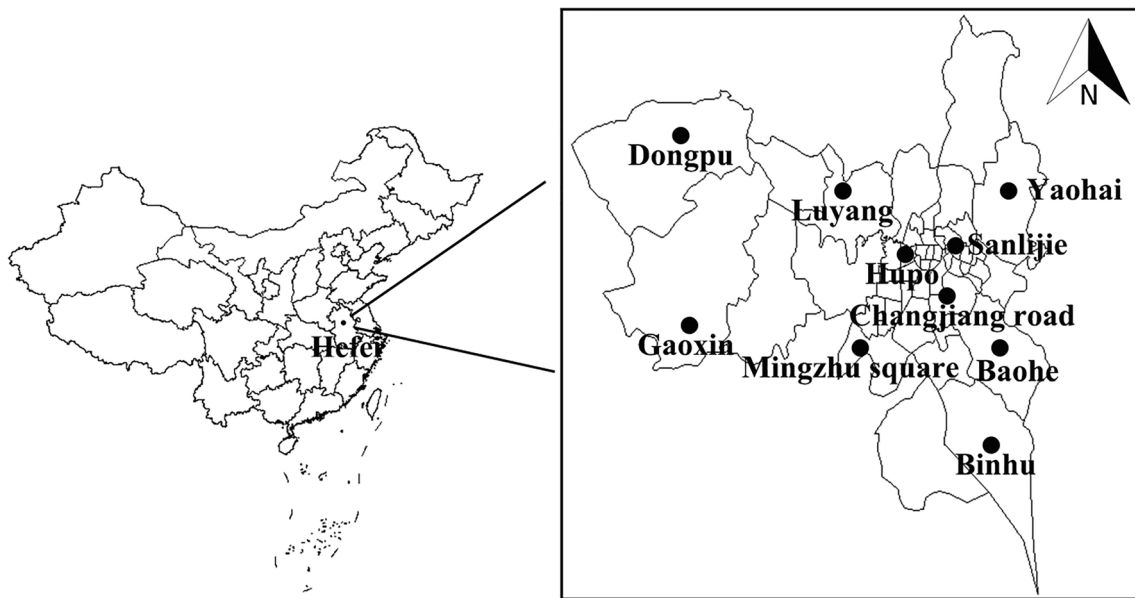 N
Dongpu
Luyang
Yaohai
Sanlijie
Hupo
Changjiang road
Hefei
Gaoxin
Mingzhu square
Baohe
Binhu